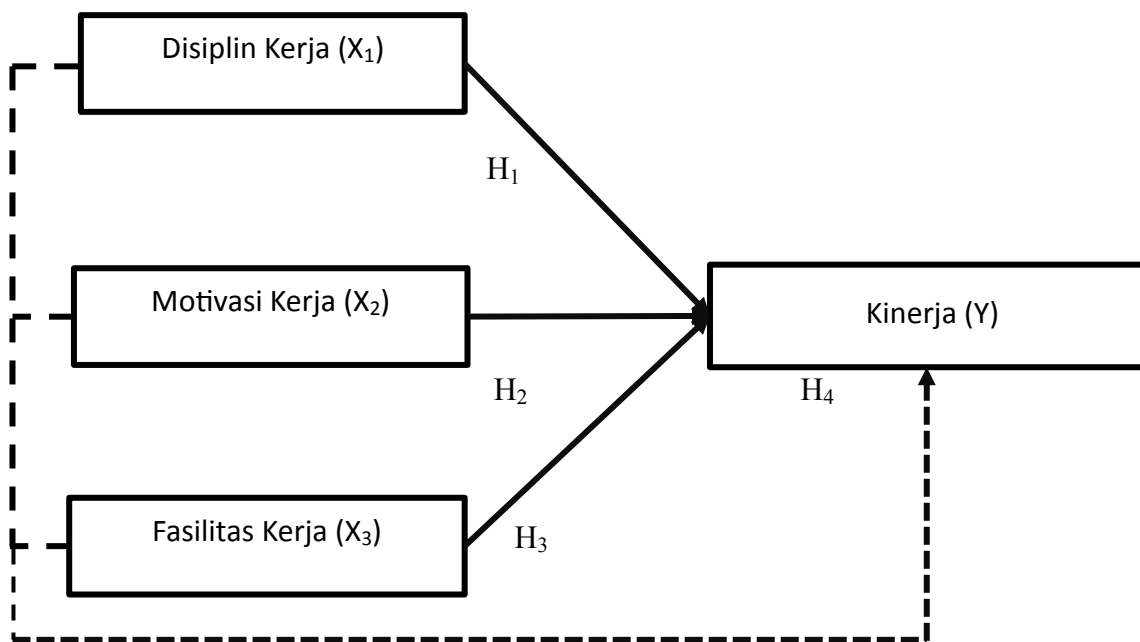 Disiplin Kerja (X₁)
H₁
Motivasi Kerja (X₂)
Kinerja (Y)
H₂
H₄
Fasilitas Kerja (X₃)
H₃